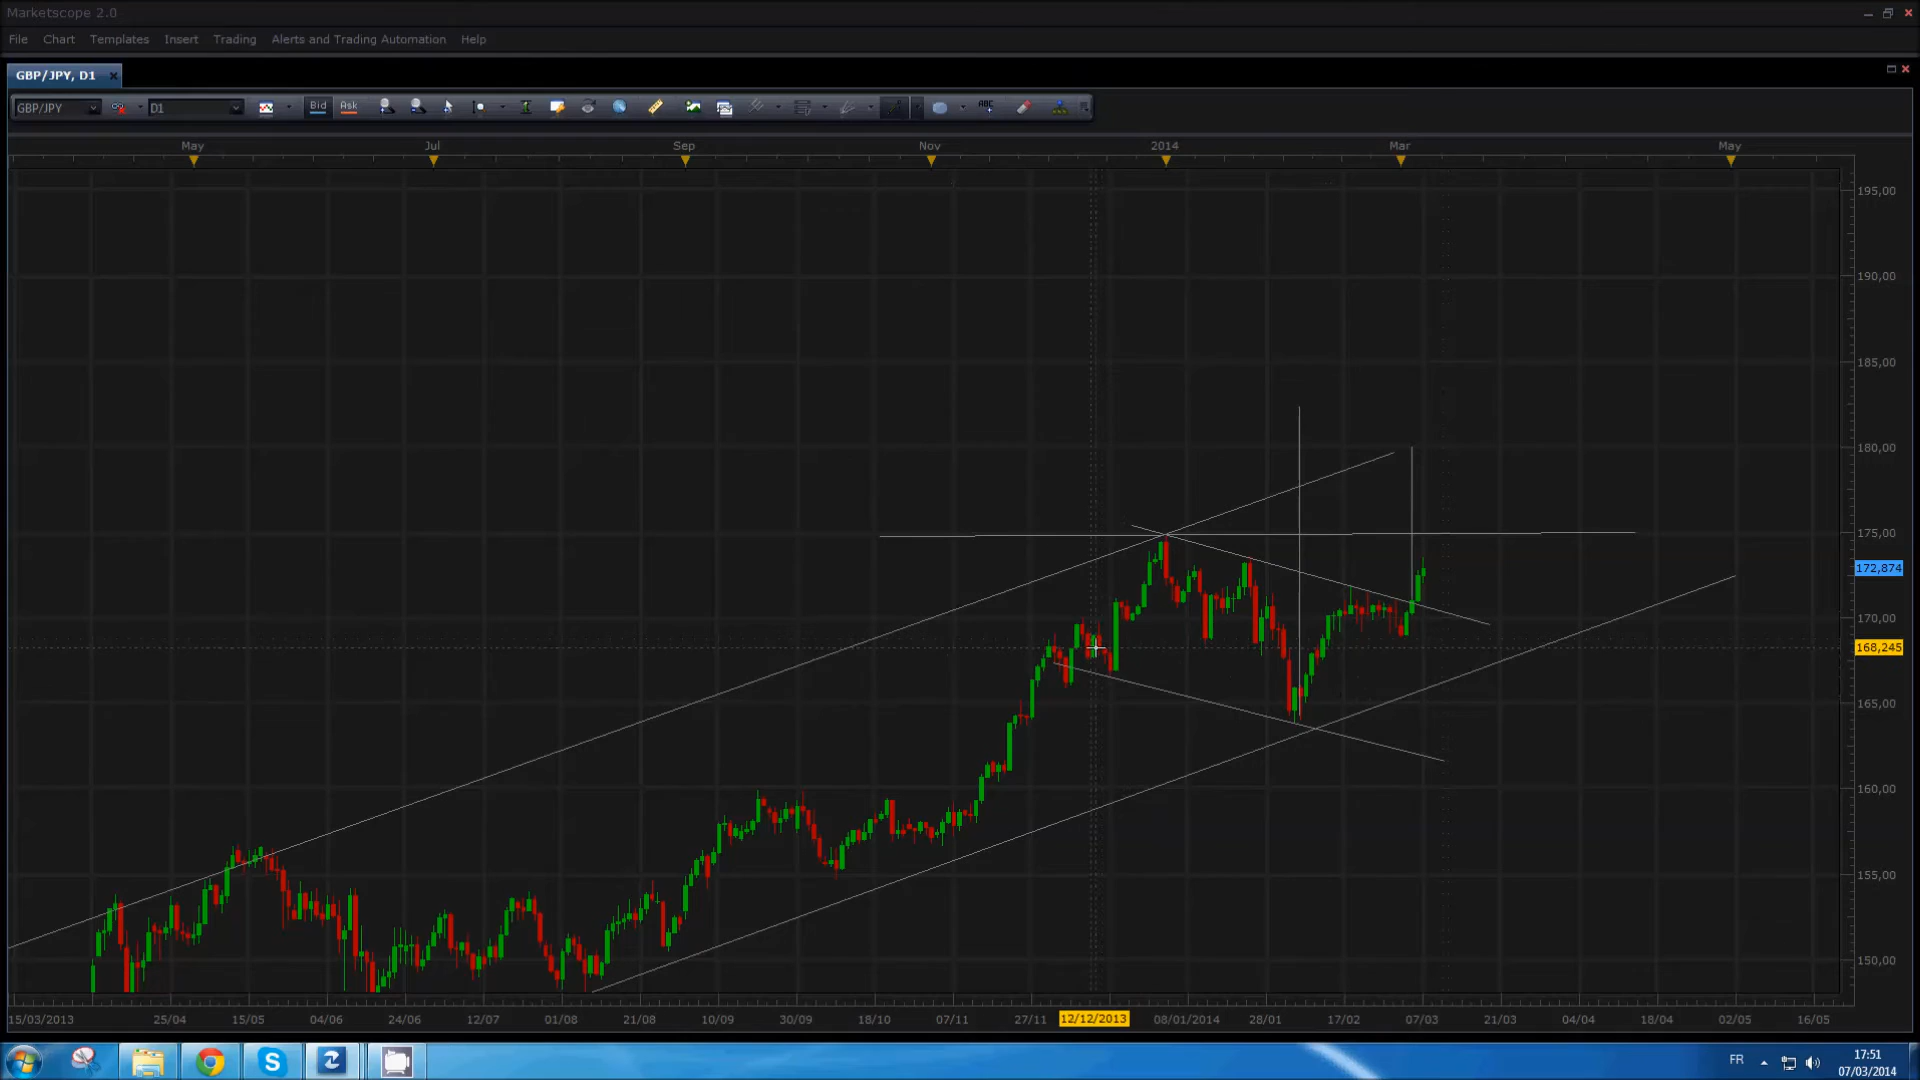 Marketscope 2.0
File Chart Templates Insert Trading Alerts and Trading Automation Help
GBP/JPY, D1
GBP/JPY D1 Bid Ask ABC
May Jul Sep Nov 2014 Mar May
195,00
190,00
185,00
180,00
175,00
172,874
170,00
168,245
165,00
160,00
155,00
150,00
15/03/2013 25/04 15/05 04/06 24/06 12/07 01/08 21/08 10/09 30/09 18/10 07/11 27/11 12/12/2013 08/01/2014 28/01 17/02 07/03 21/03 04/04 18/04 02/05 16/05
FR
17:51
07/03/2014